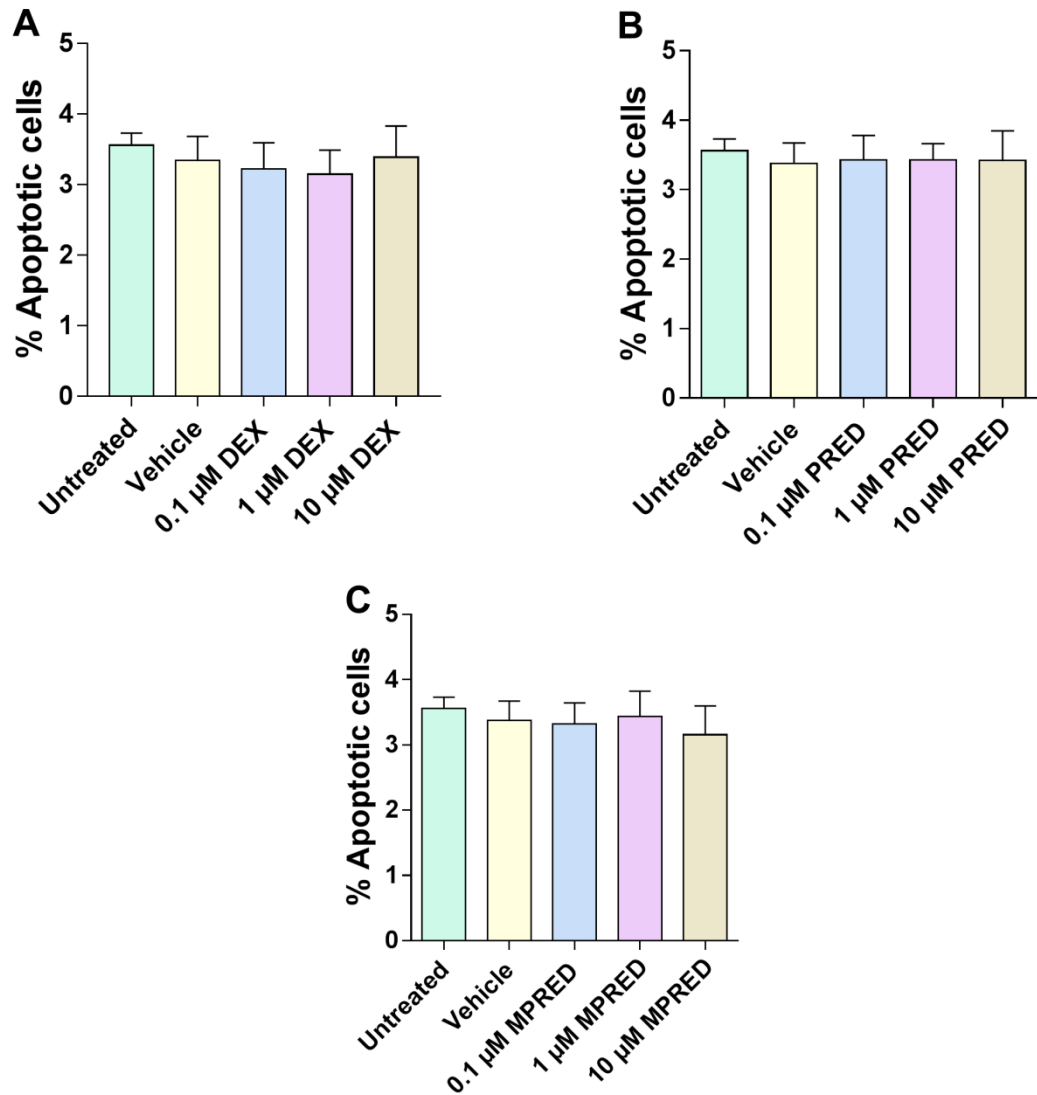 A
% Apoptotic cells
5
4
3
2
1
0
Untreated
Vehicle
0.1 µM DEX
1 µM DEX
10 µM DEX
B
% Apoptotic cells
5
4
3
2
1
0
Untreated
Vehicle
0.1 µM PRED
1 µM PRED
10 µM PRED
C
% Apoptotic cells
5
4
3
2
1
0
Untreated
Vehicle
0.1 µM MPRED
1 µM MPRED
10 µM MPRED